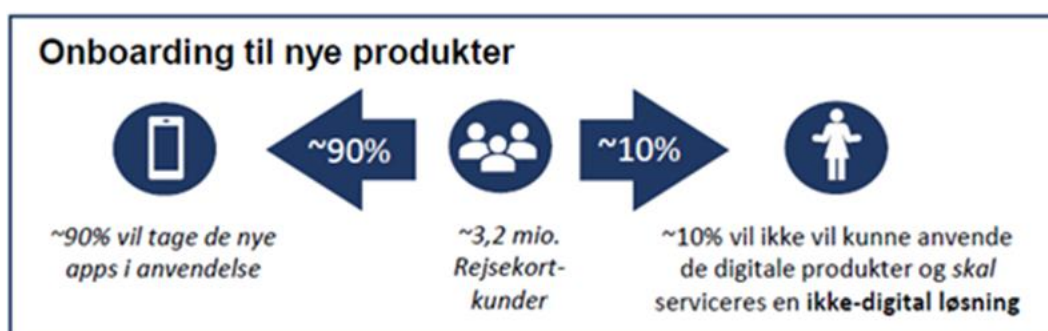 Onboarding til nye produkter
~90%
~10%
~90% vil tage de nye
apps i anvendelse
~3,2 mio.
Rejsekort-
kunder
~10% vil ikke vil kunne anvende
de digitale produkter og skal
serviceres en ikke-digital løsning